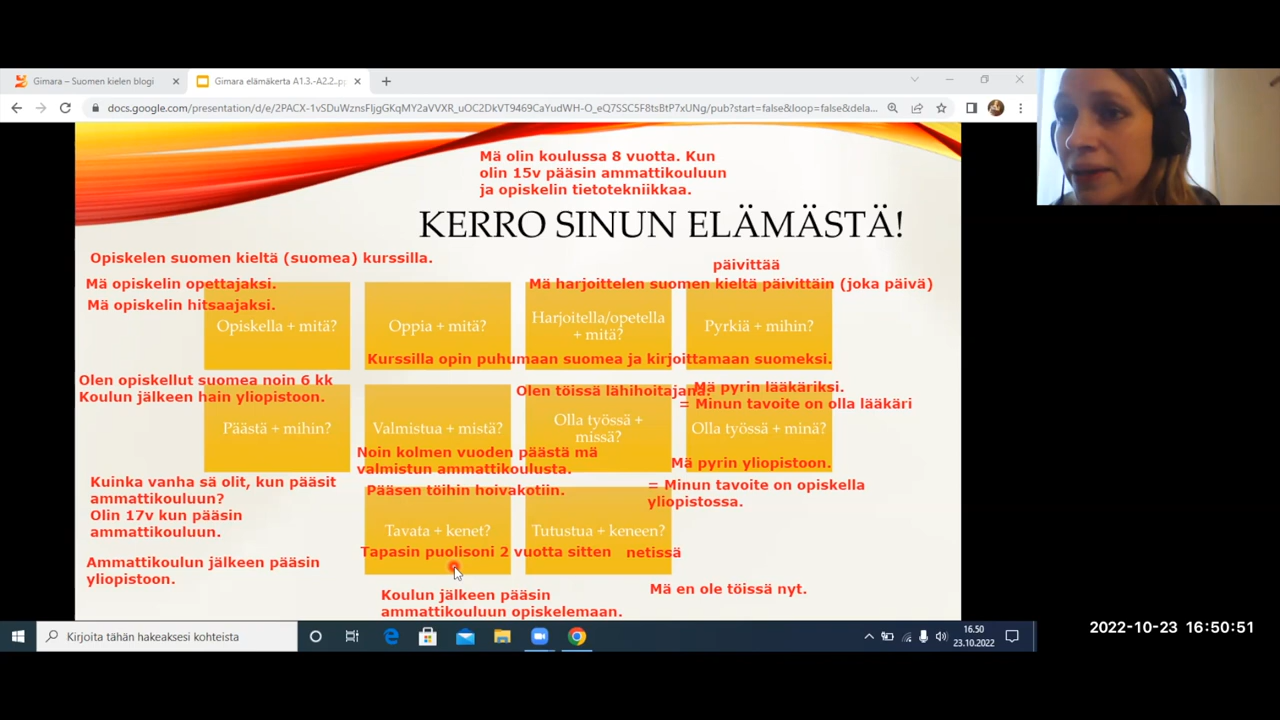 Gimara – Suomen kielen blogi
Gimara elämäkerta A1.3.-A2.2..pp
docs.google.com/presentation/d/e/2PACX-1vSDuWznsFIjgGKqMY2aVVXR_uOC2DkVT9469CaYudWH-O_eQ7SSC5F8tsBtP7xUNg/pub?start=false&loop=false&dela...
Mä olin koulussa 8 vuotta. Kun
olin 15v pääsin ammattikouluun
ja opiskelin tietotekniikkaa.
KERRO SINUN ELÄMÄSTÄ!
Opiskelen suomen kieltä (suomea) kurssilla.
päivittää
Mä opiskelin opettajaksi.
Mä harjoittelen suomen kieltä päivittäin (joka päivä)
Mä opiskelin hitsaajaksi.
Opiskella + mitä?
Oppia + mitä?
Harjoitella/opetella
+ mitä?
Pyrkiä + mihin?
Kurssilla opin puhumaan suomea ja kirjoittamaan suomeksi.
Olen opiskellut suomea noin 6 kk
Koulun jälkeen hain yliopistoon.
Olen töissä lähihoitajana.
Mä pyrin lääkäriksi.
= Minun tavoite on olla lääkäri
Päästä + mihin?
Valmistua + mistä?
Olla työssä +
missä?
Olla työssä + minä?
Noin kolmen vuoden päästä mä
valmistun ammattikoulusta.
Mä pyrin yliopistoon.
Kuinka vanha sä olit, kun pääsit
ammattikouluun?
Olin 17v kun pääsin
ammattikouluun.
Pääsen töihin hoivakotiin.
= Minun tavoite on opiskella
yliopistossa.
Tavata + kenet?
Tutustua + keneen?
Tapasin puolisoni 2 vuotta sitten
netissä
Ammattikoulun jälkeen pääsin
yliopistoon.
Koulun jälkeen pääsin
ammattikouluun opiskelemaan.
Mä en ole töissä nyt.
Kirjoita tähän hakeaksesi kohteista
16.50
23.10.2022
2022-10-23 16:50:51